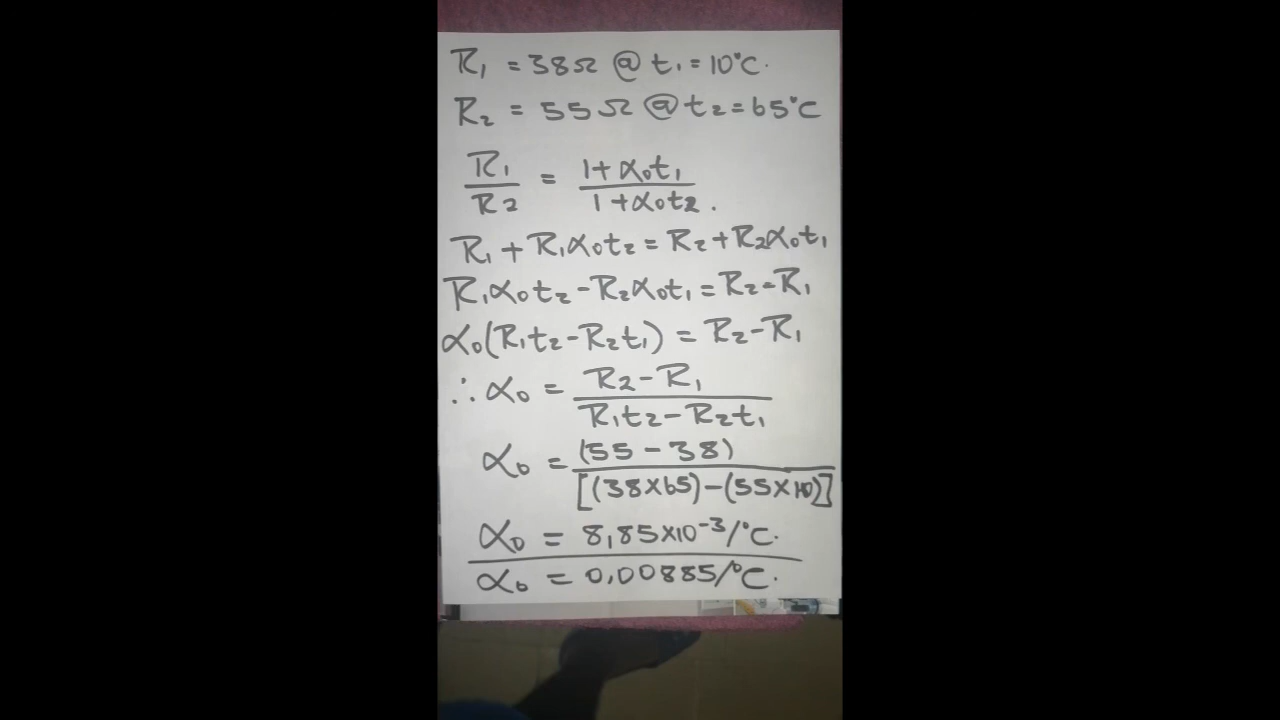 R₁ = 38Ω @ t₁ = 10°C.
R₂ = 55Ω @ t₂ = 65°C
R₁/R2 = 1+α₀t₁/1+α₀t2.
R₁ + R₁α₀t₂ = R₂ + R₂α₀t₁
R₁α₀t₂ - R₂α₀t₁ = R₂ - R₁
α₀(R₁t₂ - R₂t₁) = R₂ - R₁
∴ α₀ = R2 - R₁/R₁t₂ - R₂t₁
α₀ = (55 - 38)/[(38×65)-(55×10)]
α₀ = 8,85×10⁻³/°C.
α₀ = 0,00885/°C.